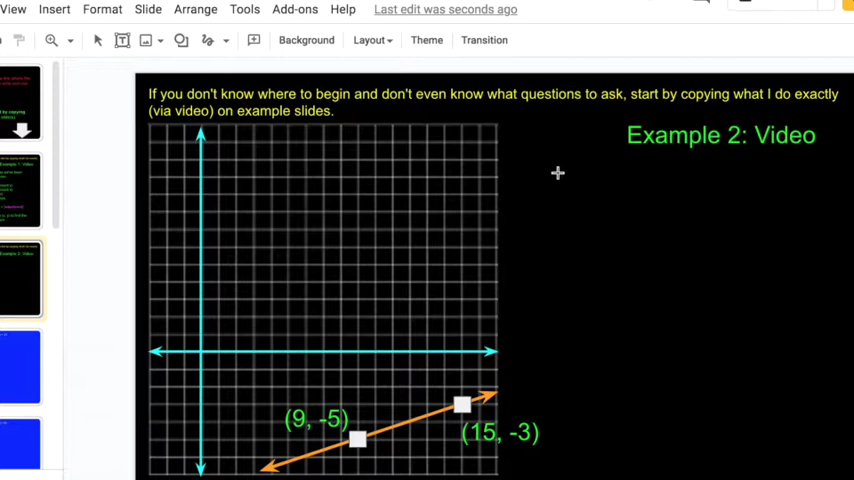 View Insert Format Slide Arrange Tools Add-ons Help Last edit was seconds ago
Background Layout Theme Transition
If you don't know where to begin and don't even know what questions to ask, start by copying what I do exactly
(via video) on example slides.
Example 2: Video
(9, -5)
(15, -3)